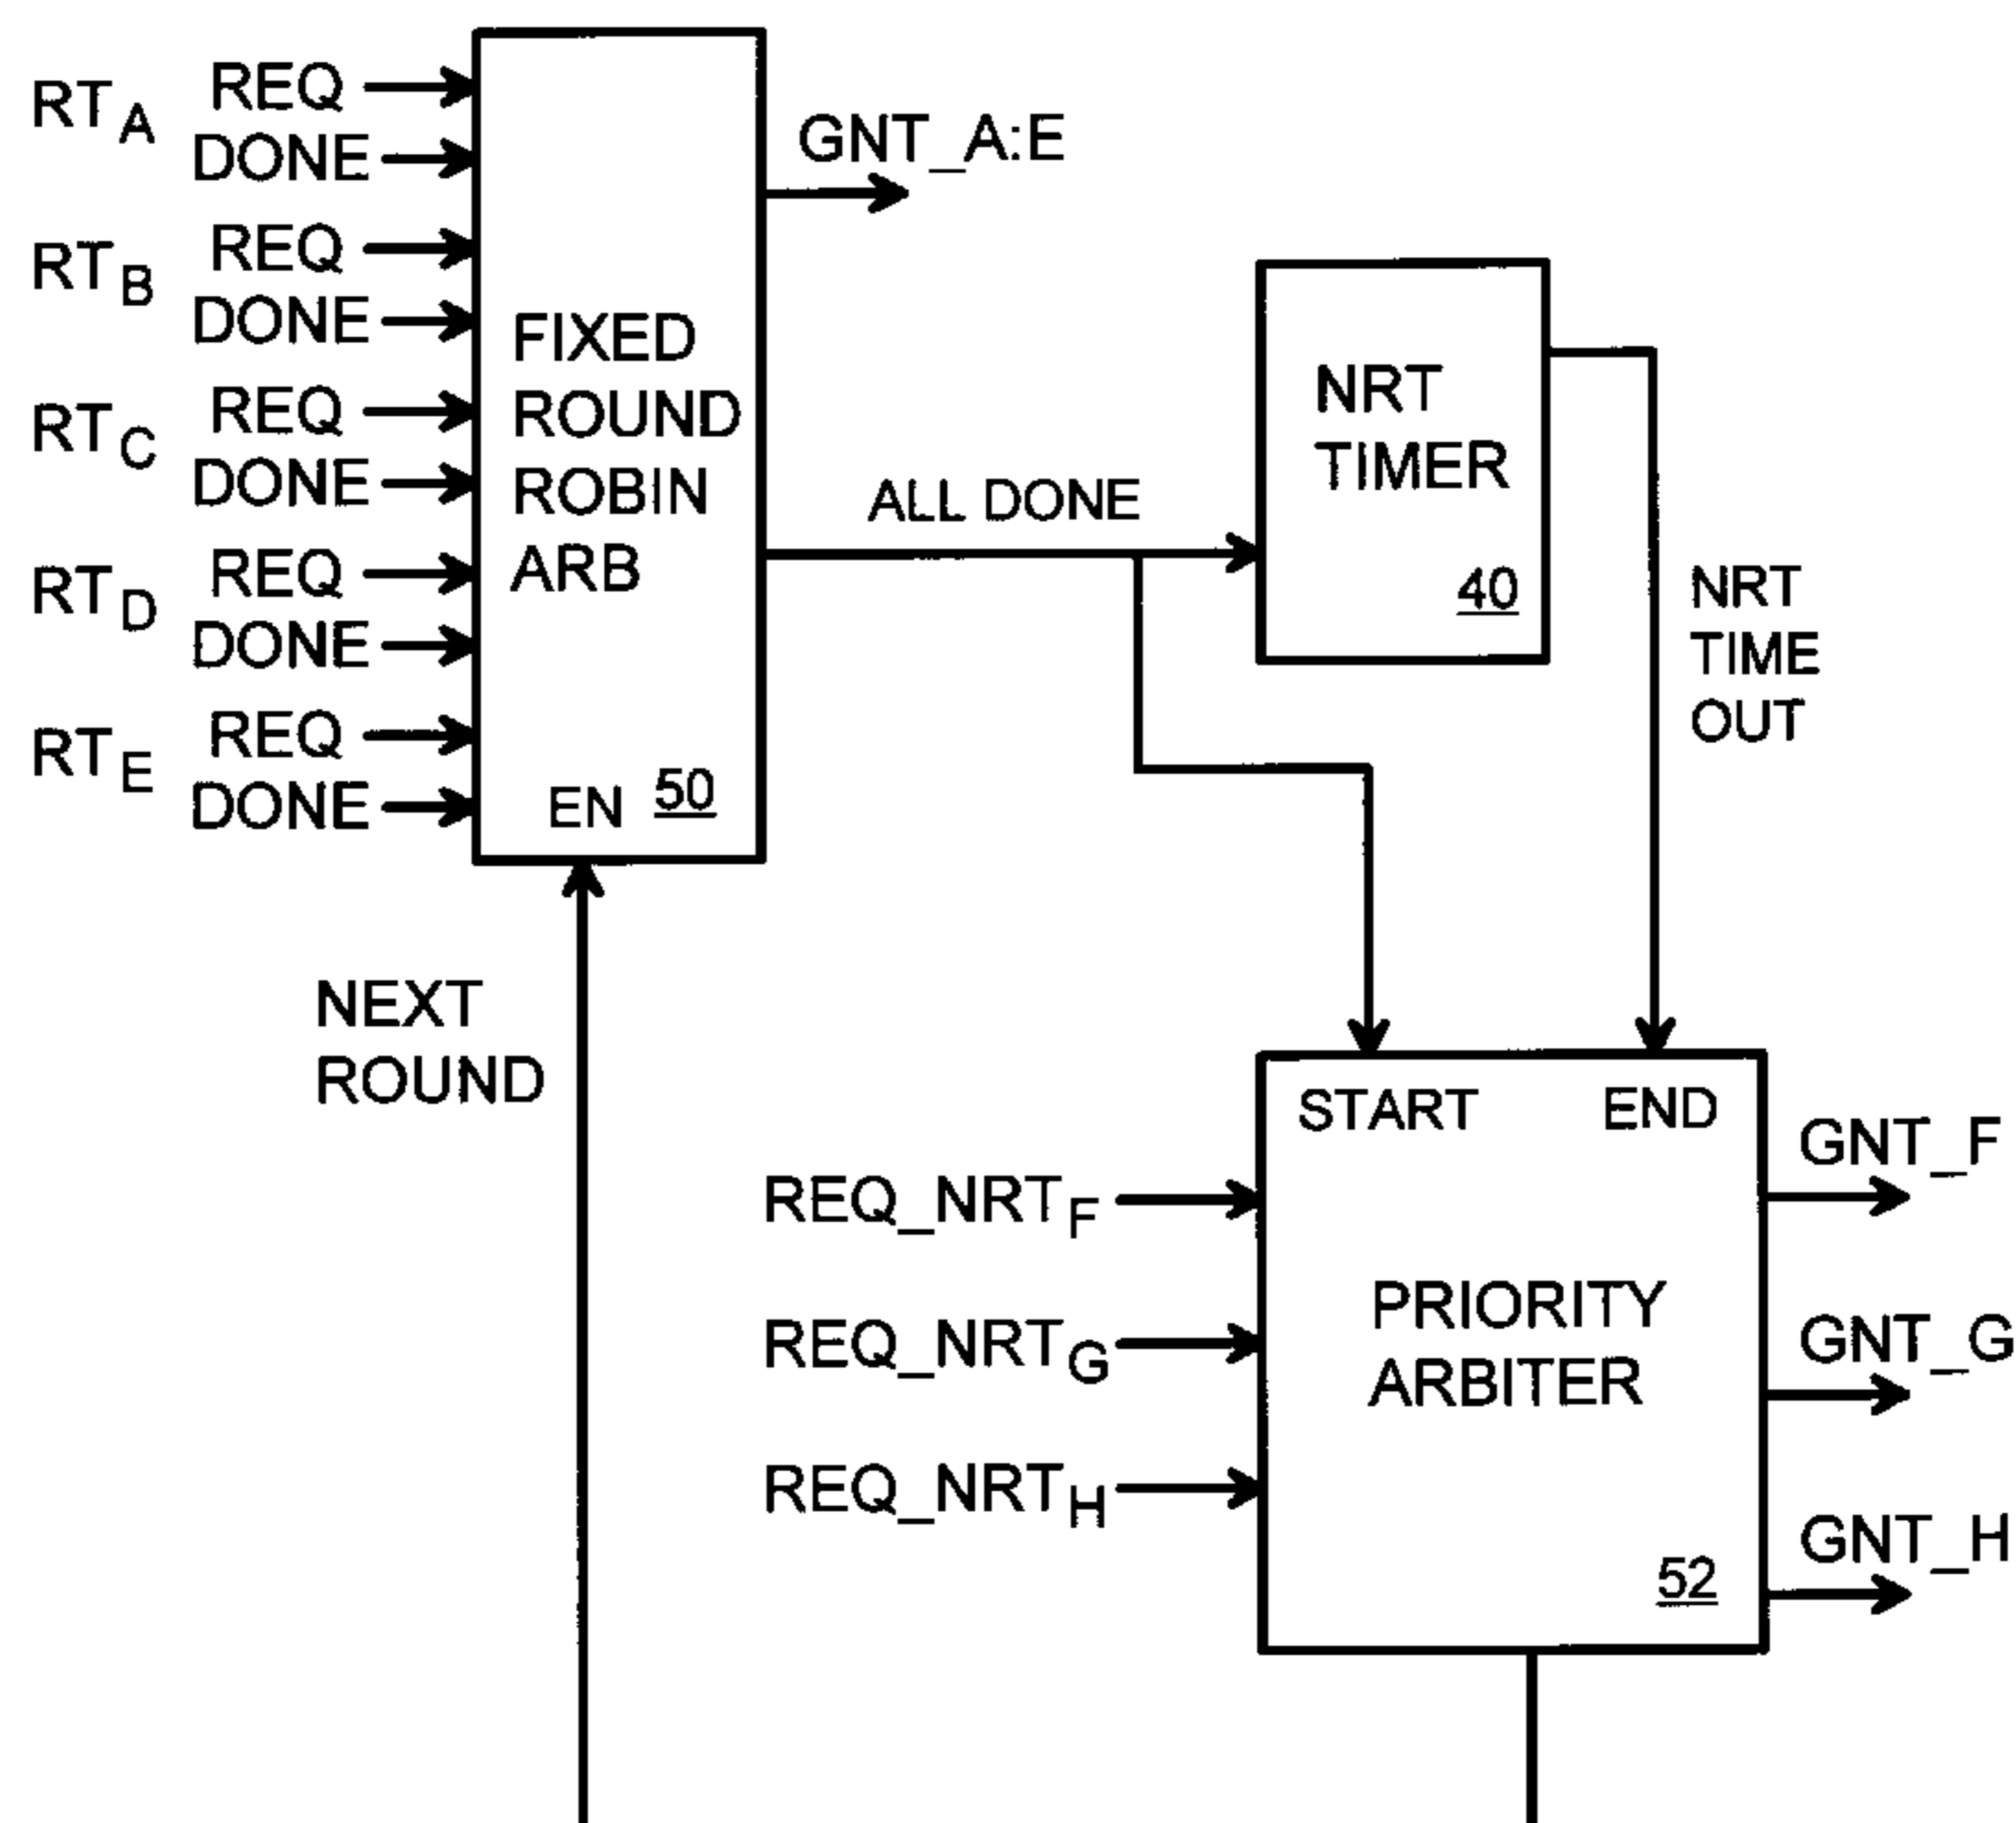 RTA REQ
DONE
RTB REQ
DONE
RTC REQ
DONE
RTD REQ
DONE
RTE REQ
DONE
FIXED
ROUND
ROBIN
ARB
EN 50
GNT_A:E
ALL DONE
NRT
TIMER
40
NRT
TIME
OUT
NEXT
ROUND
START END
REQ_NRTF
REQ_NRTG
REQ_NRTH
PRIORITY
ARBITER
52
GNT_F
GNT_G
GNT_H